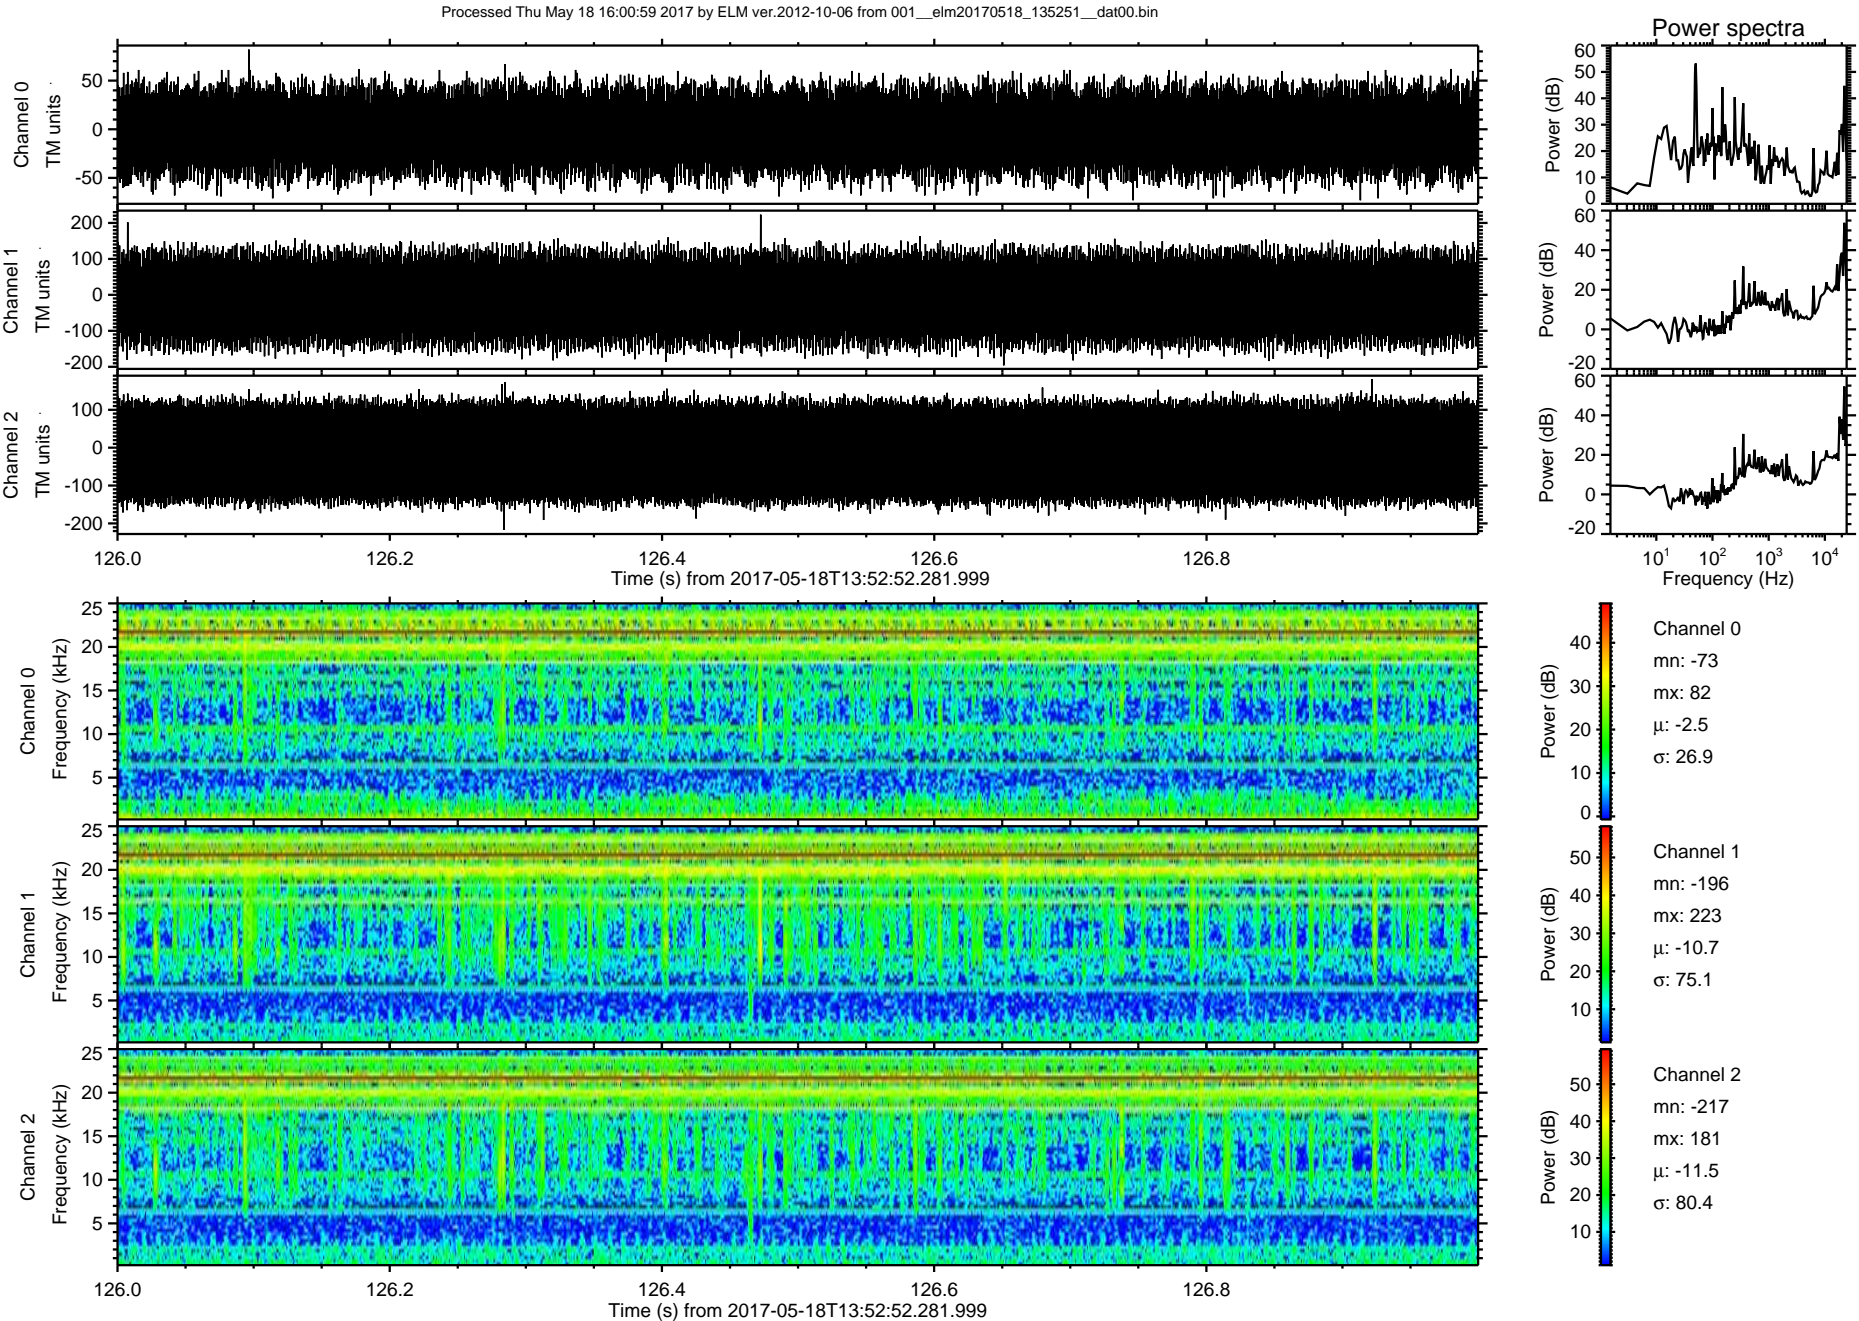 Processed Thu May 18 16:00:59 2017 by ELM ver.2012-10-06 from 001__elm20170518_135251__dat00.bin
Power spectra
Channel 0
TM units
50
0
-50
Power (dB)
60
50
40
30
20
10
0
Channel 1
TM units
200
100
0
-100
-200
Power (dB)
60
40
20
0
-20
Channel 2
TM units
100
0
-100
-200
Power (dB)
60
40
20
0
-20
126.0 126.2 126.4 126.6 126.8
Time (s) from 2017-05-18T13:52:52.281.999
10^1 10^2 10^3 10^4
Frequency (Hz)
Channel 0
Frequency (kHz)
25
20
15
10
5
Power (dB)
40
30
20
10
0
Channel 0
mn: -73
mx: 82
μ: -2.5
σ: 26.9
Channel 1
Frequency (kHz)
25
20
15
10
5
Power (dB)
50
40
30
20
10
Channel 1
mn: -196
mx: 223
μ: -10.7
σ: 75.1
Channel 2
Frequency (kHz)
25
20
15
10
5
Power (dB)
50
40
30
20
10
Channel 2
mn: -217
mx: 181
μ: -11.5
σ: 80.4
126.0 126.2 126.4 126.6 126.8
Time (s) from 2017-05-18T13:52:52.281.999